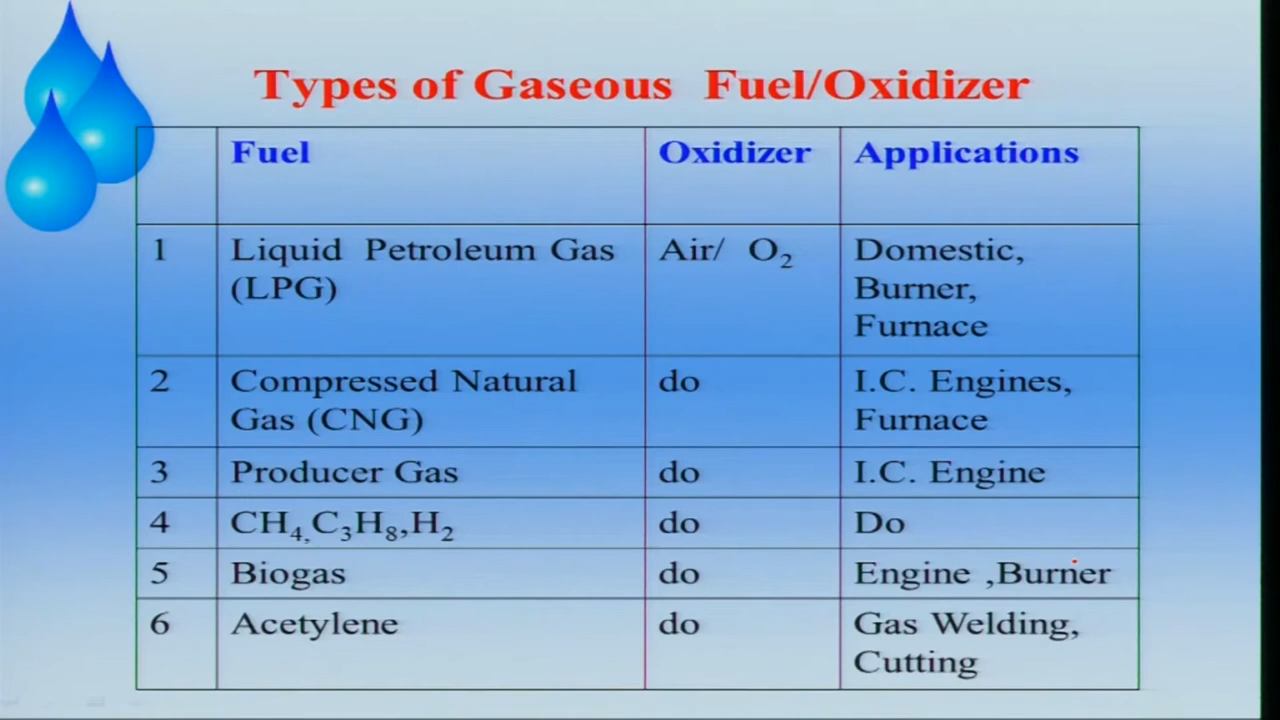 Types of Gaseous Fuel/Oxidizer
Fuel Oxidizer Applications
1 Liquid Petroleum Gas Air/ O₂ Domestic,
(LPG) Burner,
Furnace
2 Compressed Natural do I.C. Engines,
Gas (CNG) Furnace
3 Producer Gas do I.C. Engine
4 CH₄,C₃H₈,H₂ do Do
5 Biogas do Engine ,Burner
6 Acetylene do Gas Welding,
Cutting